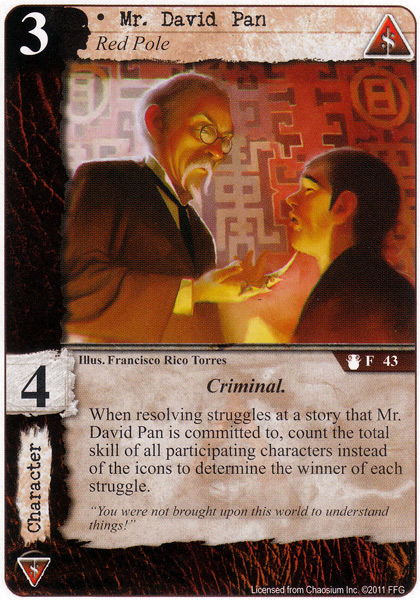 3
• Mr. David Pan
Red Pole
Illus. Francisco Rico Torres
F 43
4
Criminal.
When resolving struggles at a story that Mr.
David Pan is committed to, count the total
skill of all participating characters instead
of the icons to determine the winner of each
struggle.
"You were not brought upon this world to understand
things!"
Character
Licensed from Chaosium Inc. ©2011 FFG